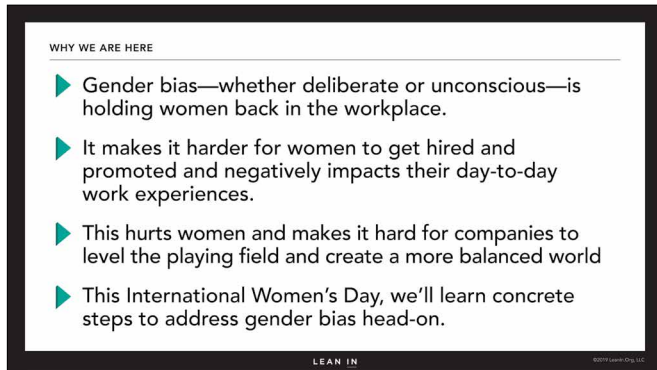 WHY WE ARE HERE
Gender bias—whether deliberate or unconscious—is
holding women back in the workplace.
It makes it harder for women to get hired and
promoted and negatively impacts their day-to-day
work experiences.
This hurts women and makes it hard for companies to
level the playing field and create a more balanced world
This International Women’s Day, we’ll learn concrete
steps to address gender bias head-on.
LEAN IN
©2019 LeanIn.Org, LLC